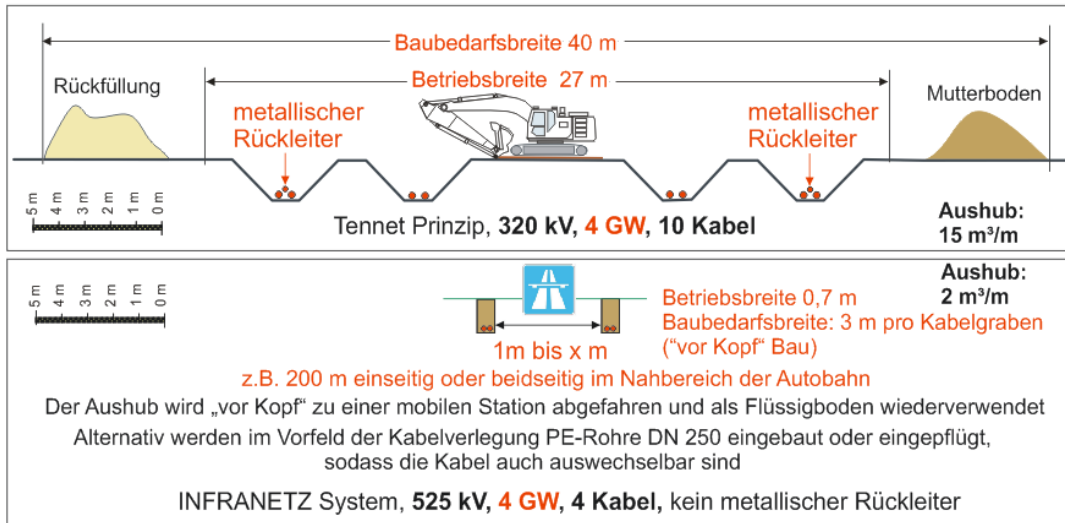 Baubedarfsbreite 40 m
Betriebsbreite 27 m
Rückfüllung
metallischer
Rückleiter
metallischer
Rückleiter
Mutterboden
5 m
4 m
3 m
2 m
1 m
0 m
Tennet Prinzip, 320 kV, 4 GW, 10 Kabel
Aushub:
15 m³/m
5 m
4 m
3 m
2 m
1 m
0 m
Aushub:
2 m³/m
Betriebsbreite 0,7 m
Baubedarfsbreite: 3 m pro Kabelgraben
("vor Kopf" Bau)
1m bis x m
z.B. 200 m einseitig oder beidseitig im Nahbereich der Autobahn
Der Aushub wird „vor Kopf“ zu einer mobilen Station abgefahren und als Flüssigboden wiederverwendet
Alternativ werden im Vorfeld der Kabelverlegung PE-Rohre DN 250 eingebaut oder eingepflügt,
sodass die Kabel auch auswechselbar sind
INFRANETZ System, 525 kV, 4 GW, 4 Kabel, kein metallischer Rückleiter